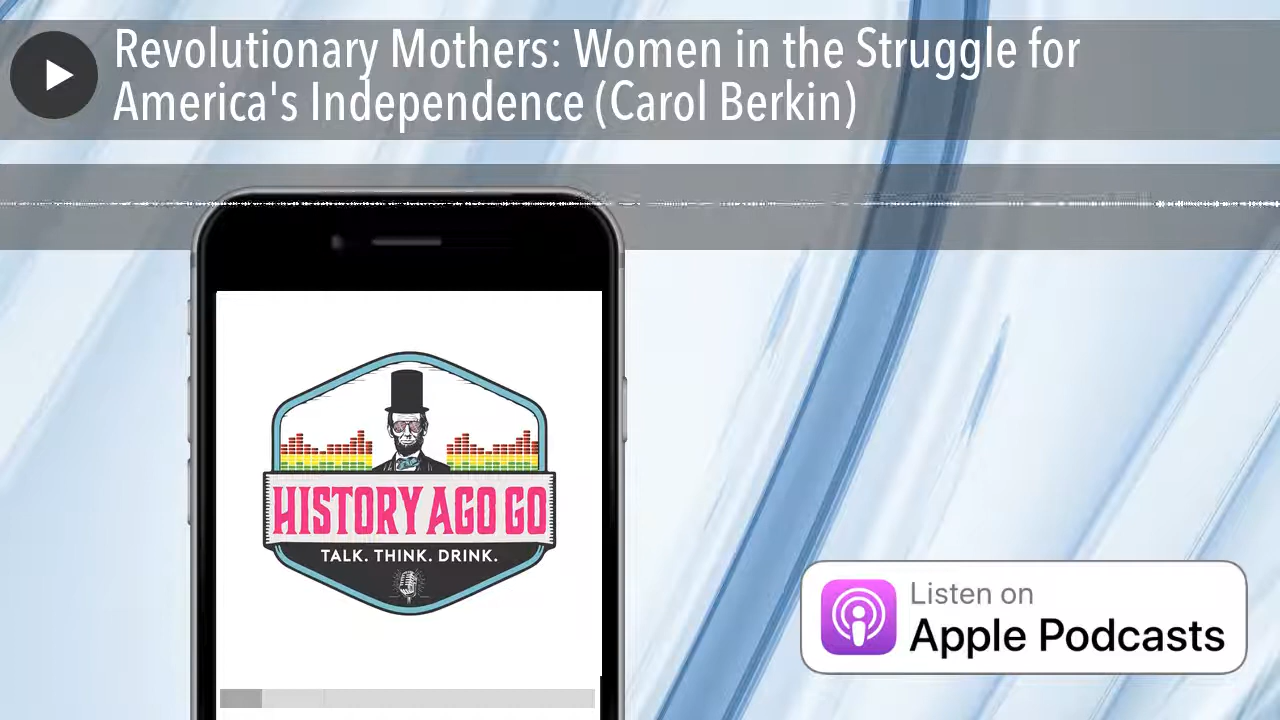 Revolutionary Mothers: Women in the Struggle for
America's Independence (Carol Berkin)
HISTORY AGO GO
TALK. THINK. DRINK.
Listen on
Apple Podcasts